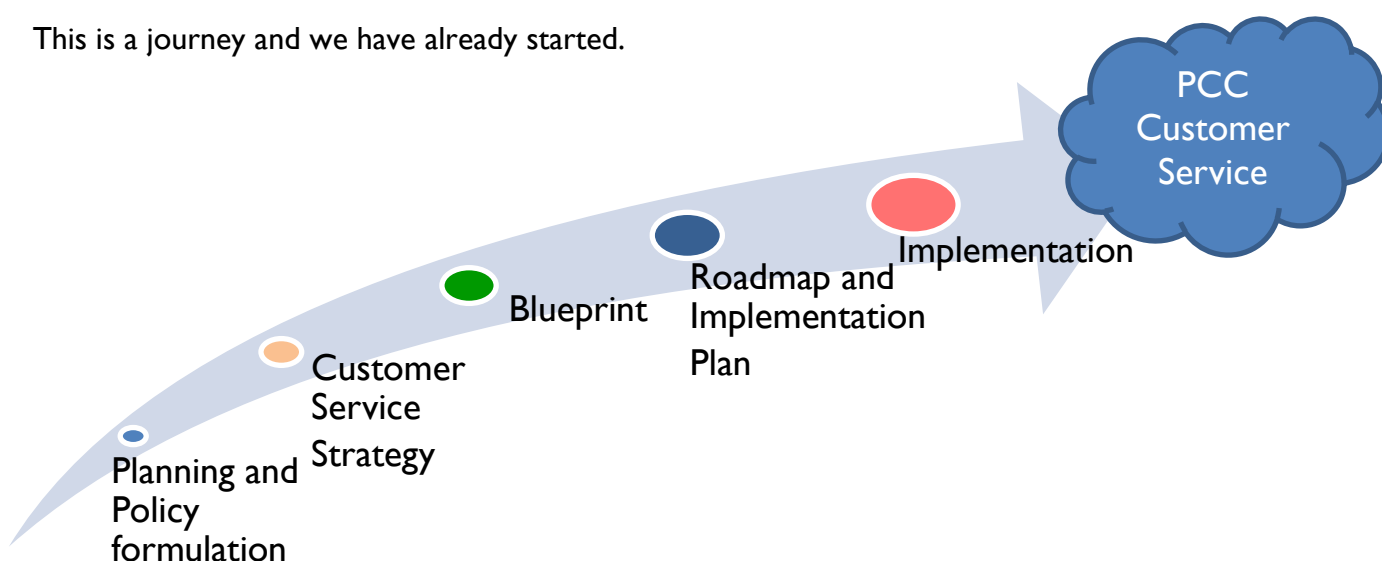 This is a journey and we have already started.
PCC
Customer
Service
Implementation
Roadmap and
Implementation
Plan
Blueprint
Customer
Service
Strategy
Planning and
Policy
formulation